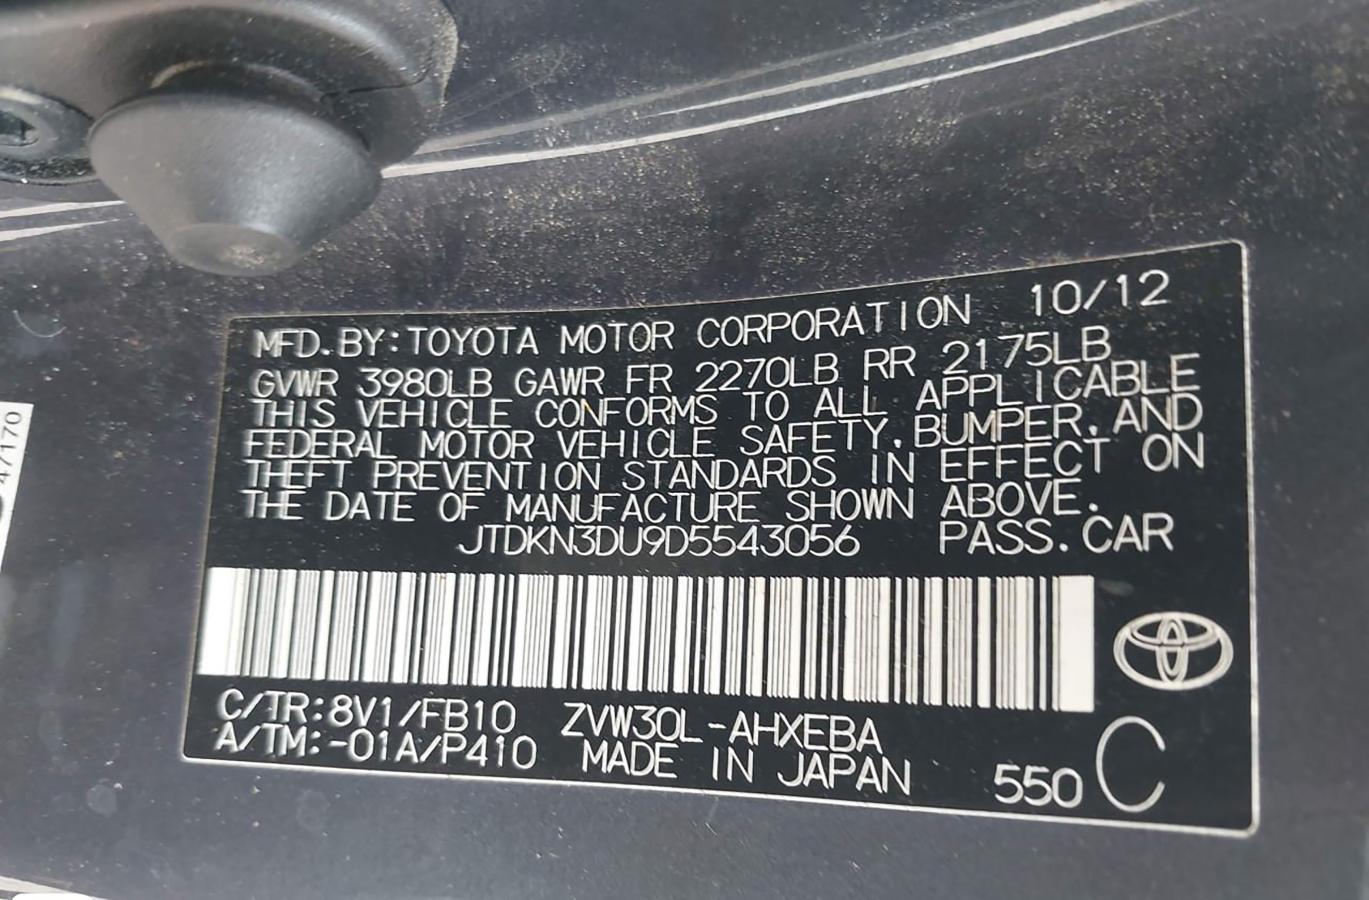 MFD.BY:TOYOTA MOTOR CORPORATION 10/12
GVWR 3980LB GAWR FR 2270LB RR 2175LB
THIS VEHICLE CONFORMS TO ALL APPLICABLE
FEDERAL MOTOR VEHICLE SAFETY, BUMPER, AND
THEFT PREVENTION STANDARDS IN EFFECT ON
THE DATE OF MANUFACTURE SHOWN ABOVE.
JTDKN3DU9D5543056 PASS.CAR
C/TR:8V1/FB10 ZVW30L-AHXEBA
A/TM:-01A/P410 MADE IN JAPAN 550 C
47170